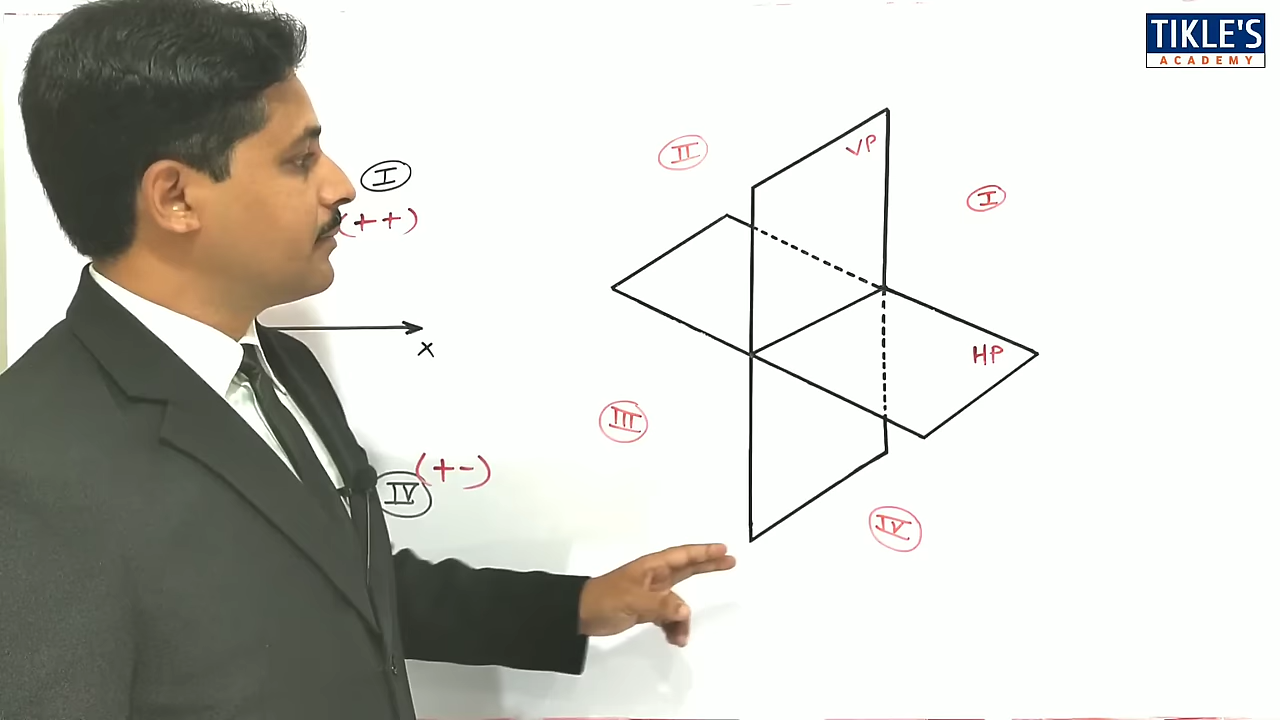 TIKLE'S
ACADEMY
I
(++)
X
IV
(+-)
II
VP
I
HP
III
IV